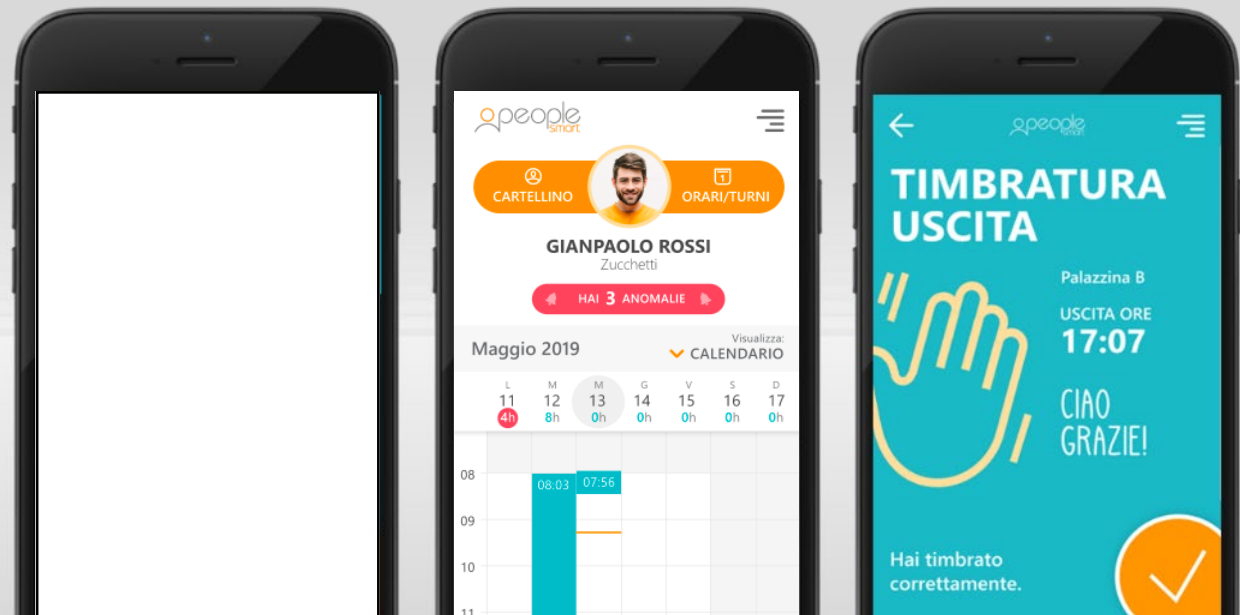 people
smart
CARTELLINO
1
ORARI/TURNI
GIANPAOLO ROSSI
Zucchetti
HAI 3 ANOMALIE
Maggio 2019
Visualizza:
CALENDARIO
L M M G V S D
11 12 13 14 15 16 17
4h 8h 0h 0h 0h 0h 0h
08
08:03 07:56
09
10
11
people
smart
TIMBRATURA
USCITA
Palazzina B
USCITA ORE
17:07
CIAO
GRAZIE!
Hai timbrato
correttamente.